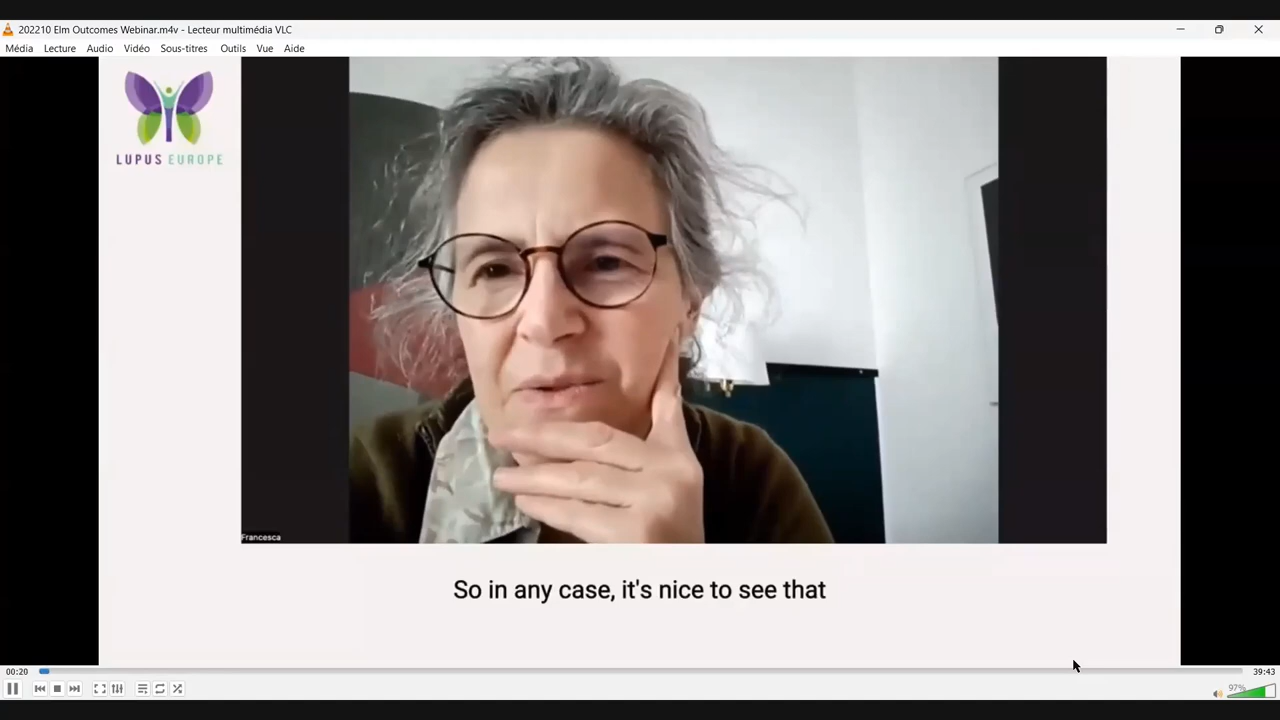 202210 Elm Outcomes Webinar.m4v - Lecteur multimédia VLC
Média Lecture Audio Vidéo Sous-titres Outils Vue Aide
LUPUS EUROPE
Francesca
So in any case, it's nice to see that
00:20
39:43
97%